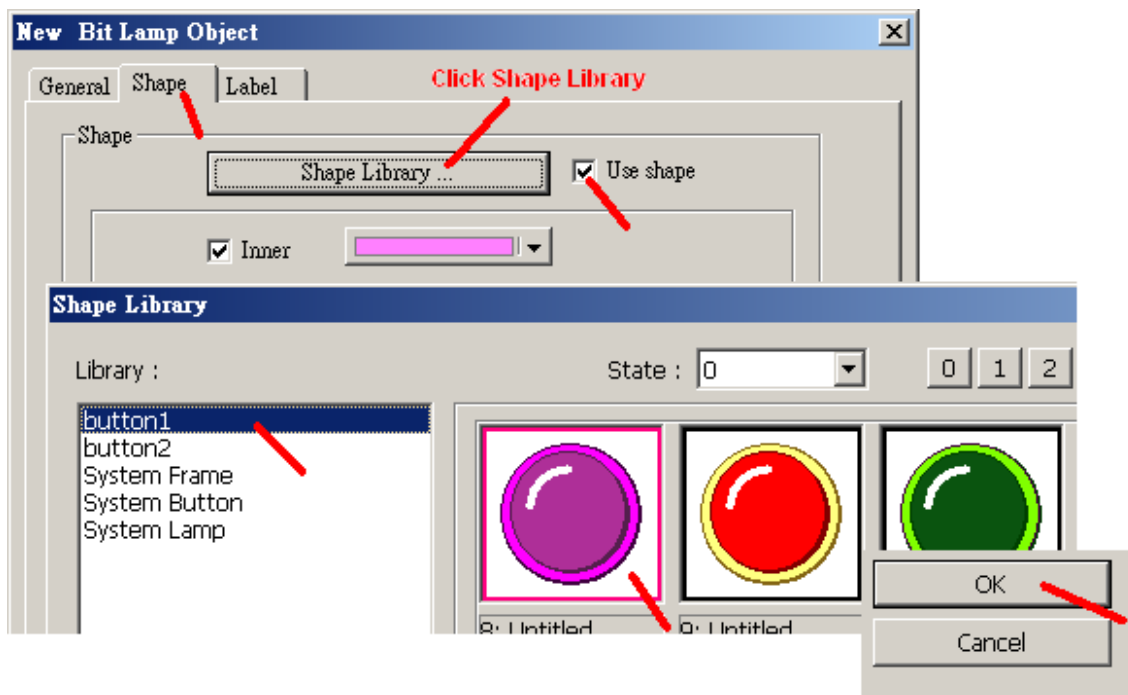 New Bit Lamp Object
General Shape Label
Click Shape Library
Shape
Shape Library ...
Use shape
Inner
Shape Library
Library :
State : 0
0 1 2
button1
button2
System Frame
System Button
System Lamp
8: Untitled
9: Untitled
OK
Cancel